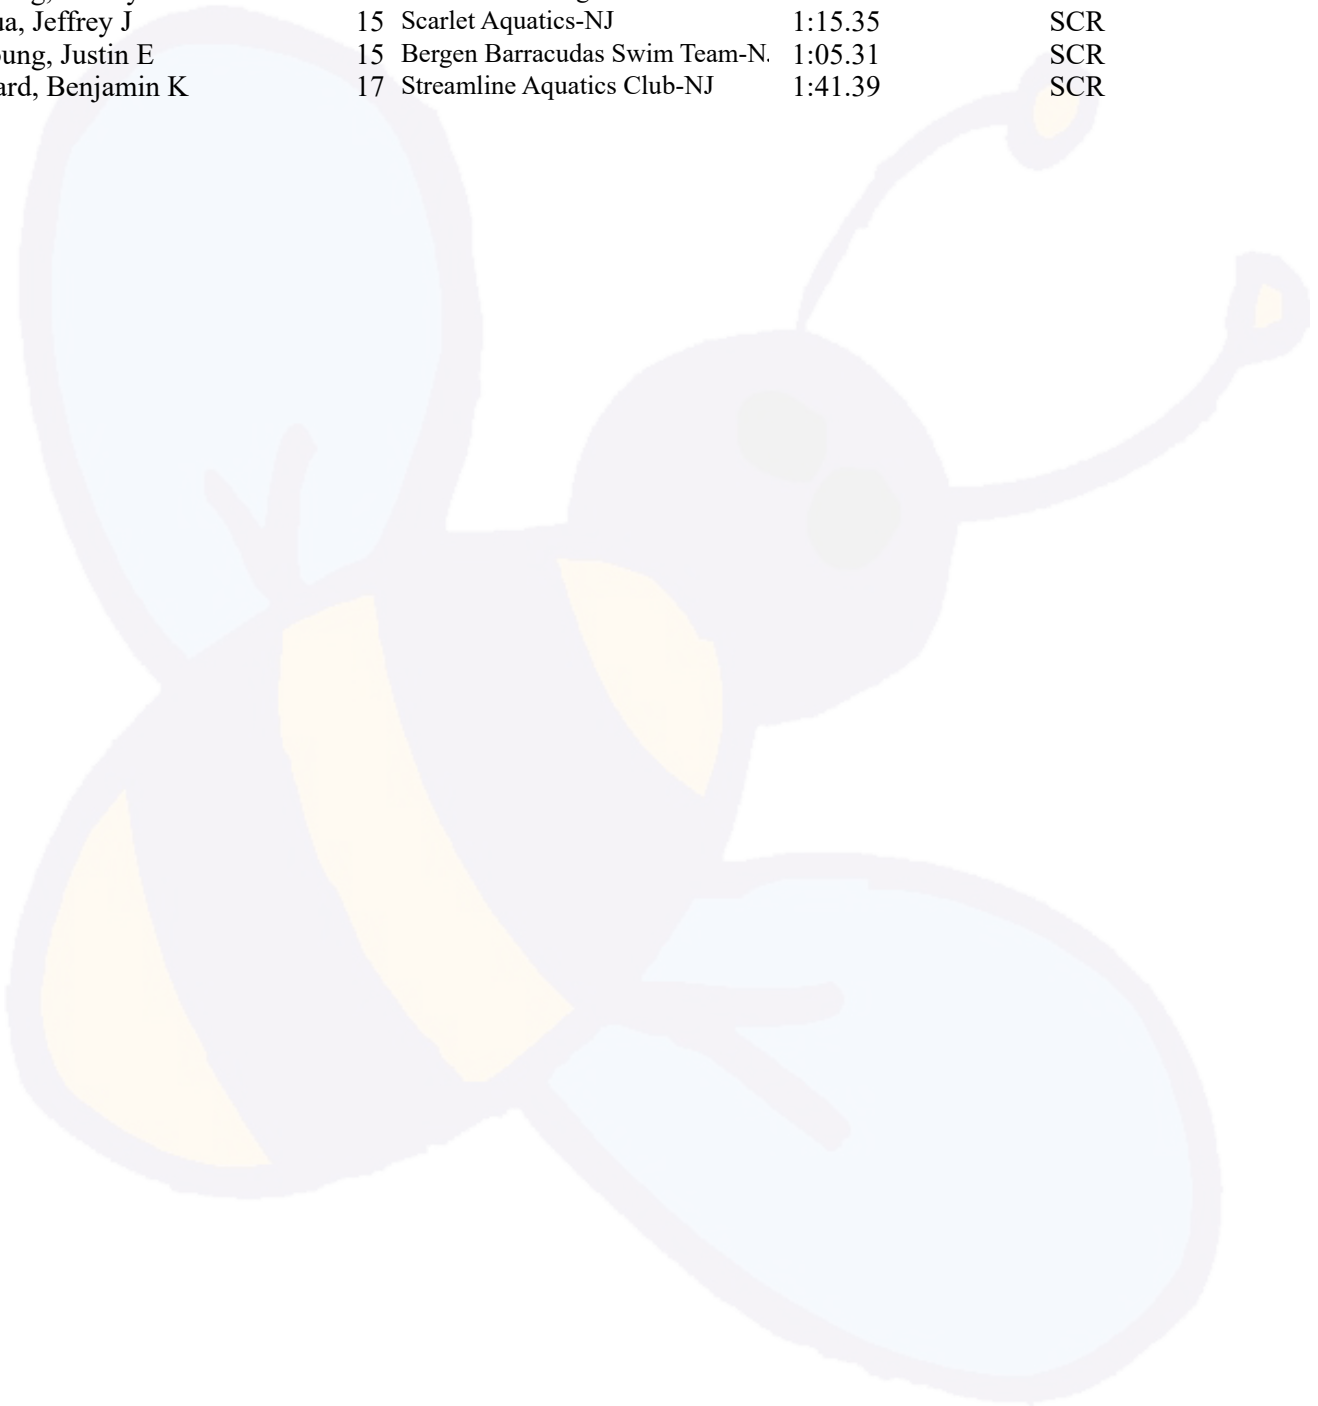 ua, Jeffrey J 15 Scarlet Aquatics-NJ 1:15.35 SCR
oung, Justin E 15 Bergen Barracudas Swim Team-N. 1:05.31 SCR
ard, Benjamin K 17 Streamline Aquatics Club-NJ 1:41.39 SCR